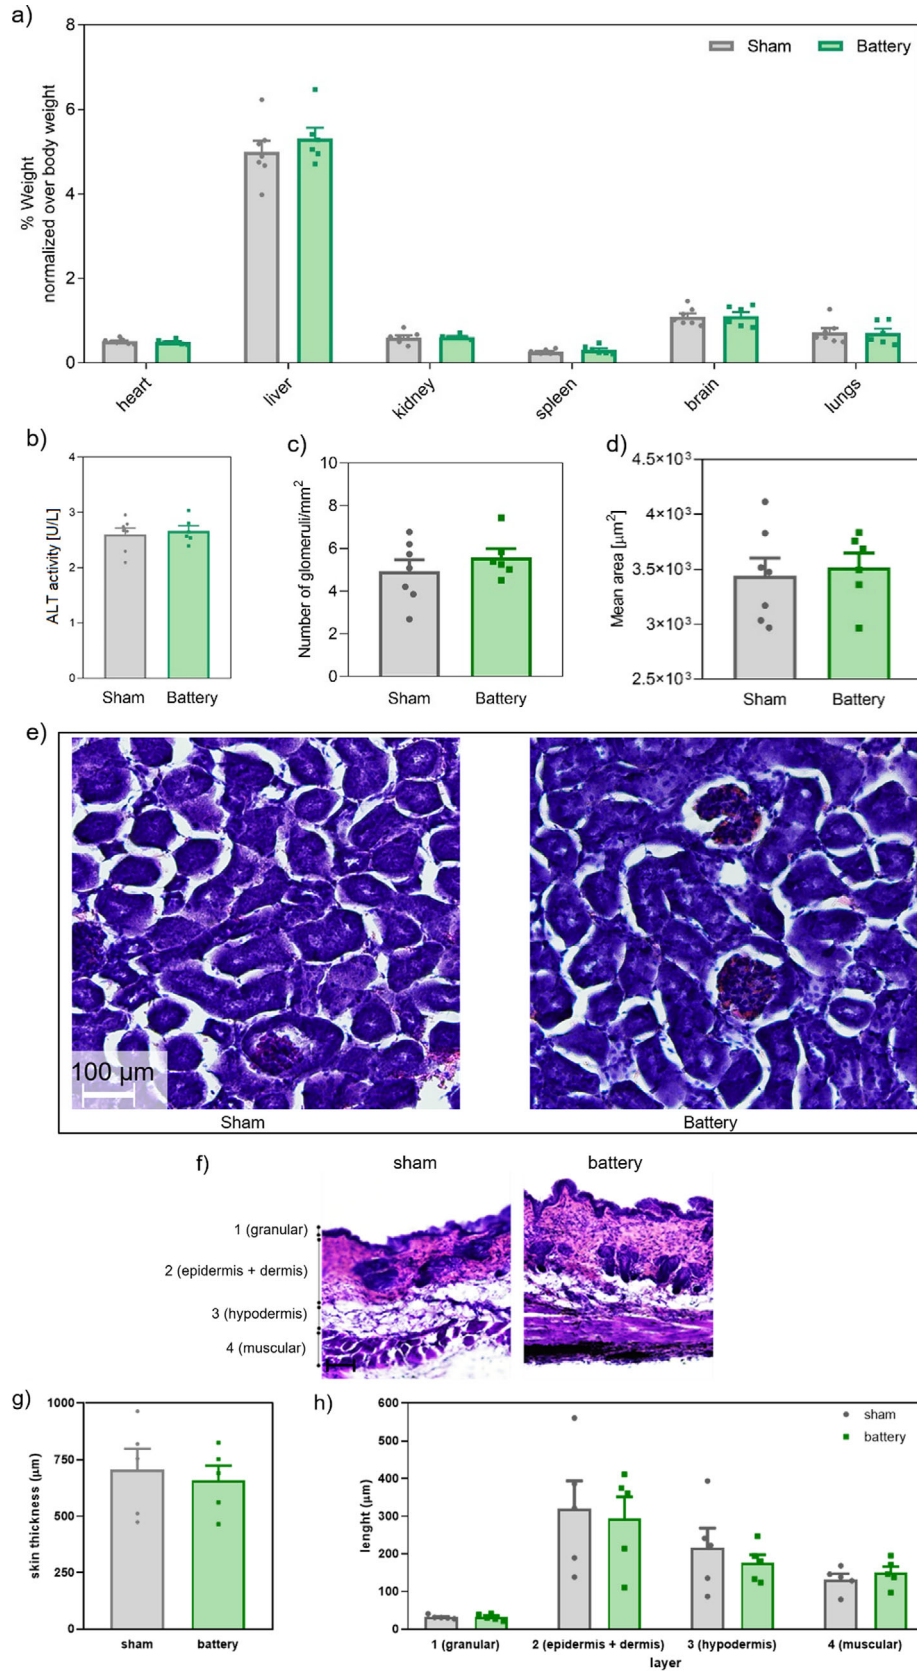 a)
% Weight
normalized over body weight
8
6
4
2
0
Sham
Battery
heart
liver
kidney
spleen
brain
lungs
b)
ALT activity [U/L]
4
3
2
1
0
Sham
Battery
c)
Number of glomeruli/mm²
10
8
6
4
2
0
Sham
Battery
d)
Mean area [µm²]
4.5×10³
4×10³
3.5×10³
3×10³
2.5×10³
Sham
Battery
e)
100 µm
Sham
Battery
f)
sham
battery
1 (granular)
2 (epidermis + dermis)
3 (hypodermis)
4 (muscular)
g)
skin thickness (µm)
1000
750
500
250
0
sham
battery
h)
lenght (µm)
600
500
400
300
200
100
0
sham
battery
1 (granular)
2 (epidermis + dermis)
3 (hypodermis)
4 (muscular)
layer